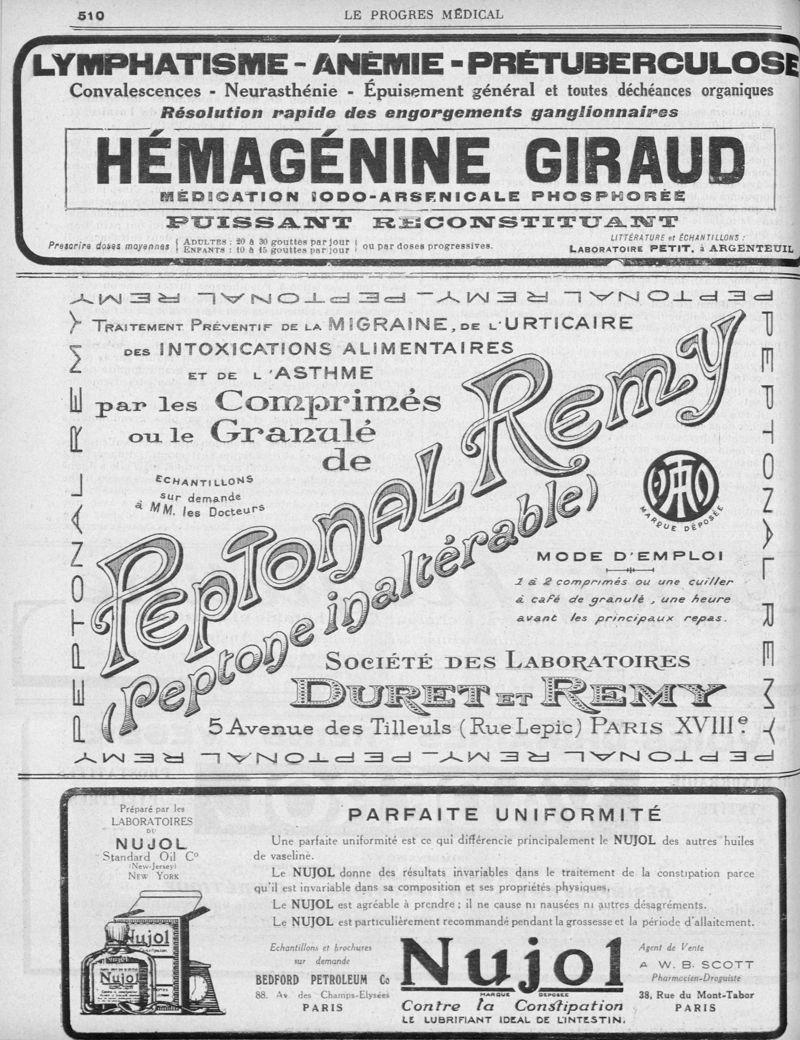 510
LE PROGRES MÉDICAL
LYMPHATISME - ANÉMIE - PRÉTUBERCULOSE
Convalescences - Neurasthénie - Épuisement général et toutes déchéances organiques
Résolution rapide des engorgements ganglionnaires
HÉMAGÉNINE GIRAUD
MÉDICATION IODO-ARSENICALE PHOSPHORÉE
PUISSANT RECONSTITUANT
Prescrire doses moyennes { ADULTES : 20 à 30 gouttes par jour } ou par doses progressives.
ENFANTS : 10 à 15 gouttes par jour
LITTÉRATURE et ÉCHANTILLONS :
LABORATOIRE PETIT, à ARGENTEUIL
PEPTONAL REMY_PEPTONAL REMY
PEPTONAL REMY
PEPTONAL REMY
TRAITEMENT PRÉVENTIF DE LA MIGRAINE, DE L'URTICAIRE
DES INTOXICATIONS ALIMENTAIRES
ET DE L'ASTHME
par les Comprimés
ou le Granulé
de
ECHANTILLONS
sur demande
à MM. les Docteurs
PEPTONAL REMY
(Peptone inaltérable)
MARQUE DÉPOSÉE
MODE D'EMPLOI
1 à 2 comprimés ou une cuiller
à café de granulé, une heure
avant les principaux repas.
SOCIÉTÉ DES LABORATOIRES
DURET ET REMY
5 Avenue des Tilleuls (Rue Lepic) PARIS XVIIIe
PEPTONAL REMY_PEPTONAL REMY
Préparé par les
LABORATOIRES
DU
NUJOL
Standard Oil Co
(New-Jersey)
NEW YORK
Nujol
Nujol
PARFAITE UNIFORMITÉ
Une parfaite uniformité est ce qui différencie principalement le NUJOL des autres huiles
de vaseline.
Le NUJOL donne des résultats invariables dans le traitement de la constipation parce
qu'il est invariable dans sa composition et ses propriétés physiques.
Le NUJOL est agréable à prendre ; il ne cause ni nausées ni autres désagréments.
Le NUJOL est particulièrement recommandé pendant la grossesse et la période d'allaitement.
Echantillons et brochures
sur demande
BEDFORD PETROLEUM Co
88, Av. des Champs-Elysées
PARIS
Nujol
MARQUE DÉPOSÉE
Contre la Constipation
LE LUBRIFIANT IDEAL DE L'INTESTIN.
Agent de Vente
A W. B. SCOTT
Pharmacien-Droguiste
38, Rue du Mont-Tabor
PARIS